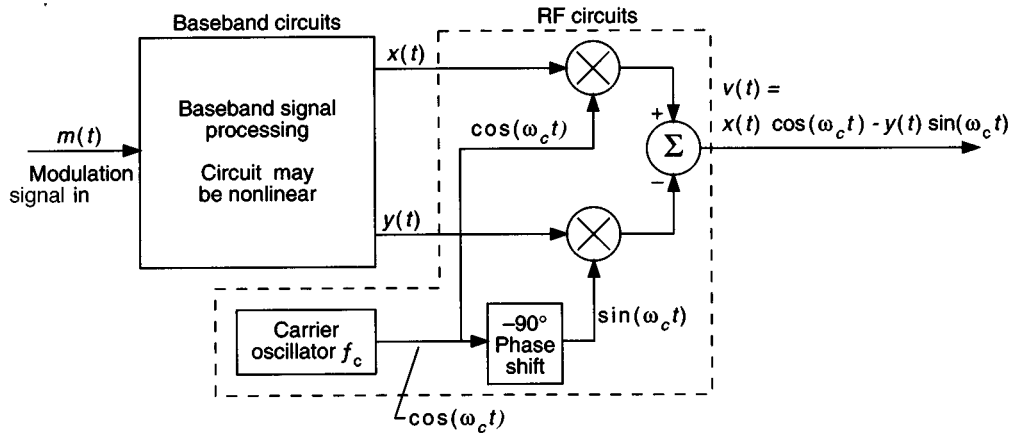 Baseband circuits
RF circuits
x(t)
v(t) =
x(t) cos(ω_c t) - y(t) sin(ω_c t)
Baseband signal
processing
Circuit may
be nonlinear
m(t)
Modulation
signal in
cos(ω_c t)
+
Σ
−
y(t)
sin(ω_c t)
Carrier
oscillator f_c
−90°
Phase
shift
cos(ω_c t)